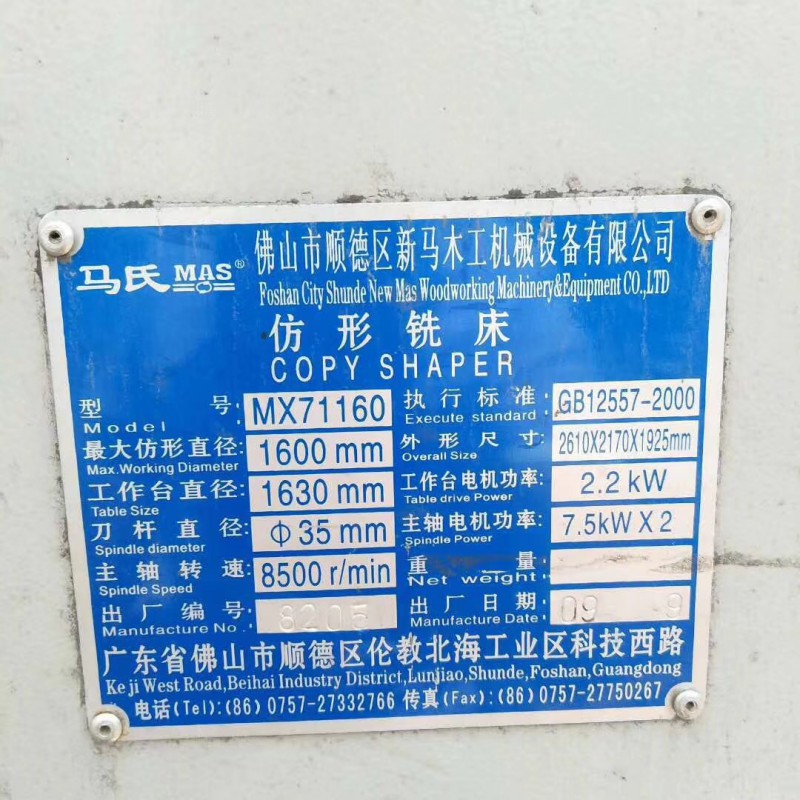 马氏 MAS®
佛山市顺德区新马木工机械设备有限公司
Foshan City Shunde New Mas Woodworking Machinery&Equipment CO.,LTD
仿形铣床
COPY SHAPER
型 号: MX71160 执行标准: GB12557-2000
Model Execute standard
最大仿形直径: 1600 mm 外形尺寸: 2610X2170X1925mm
Max.Working Diameter Overall Size
工作台直径: 1630 mm 工作台电机功率: 2.2 kW
Table Size Table drive Power
刀杆直径: Φ35 mm 主轴电机功率: 7.5kW X 2
Spindle diameter Spindle Power
主轴转速: 8500 r/min 重 量:
Spindle Speed Net weight
出厂编号: 出厂日期: 09 9
Manufacture No. Manufacture Date:
广东省佛山市顺德区伦教北海工业区科技西路
Ke ji West Road,Beihai Industry District,Lunjiao,Shunde,Foshan,Guangdong
电话(Tel):(86) 0757-27332766 传真(Fax):(86) 0757-27750267